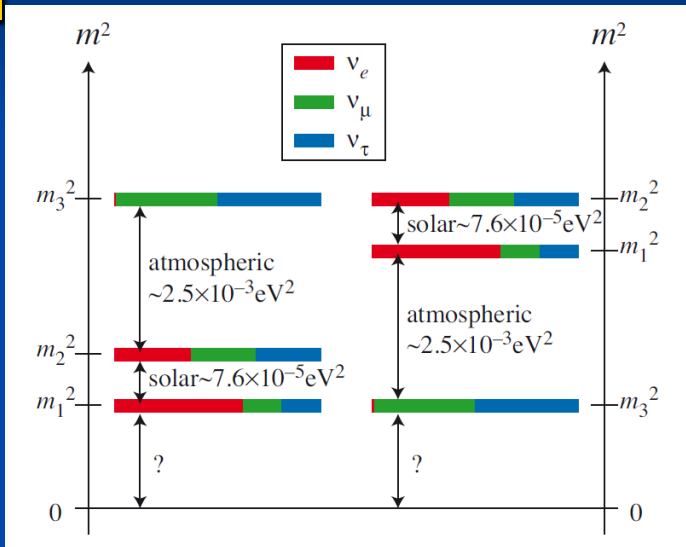 m² m²
νe
νμ
ντ
m₃² m₂²
solar~7.6×10⁻⁵eV²
m₁²
atmospheric
~2.5×10⁻³eV²
atmospheric
~2.5×10⁻³eV²
m₂²
solar~7.6×10⁻⁵eV²
m₁² m₃²
? ?
0 0